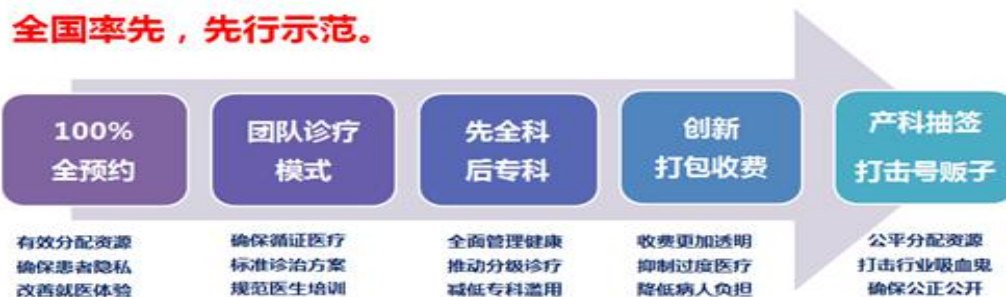 全国率先，先行示范。
100%
全预约
团队诊疗
模式
先全科
后专科
创新
打包收费
产科抽签
打击号贩子
有效分配资源
确保患者隐私
改善就医体验
确保循证医疗
标准诊治方案
规范医生培训
全面管理健康
推动分级诊疗
减低专科滥用
收费更加透明
抑制过度医疗
降低病人负担
公平分配资源
打击行业吸血鬼
确保公正公开